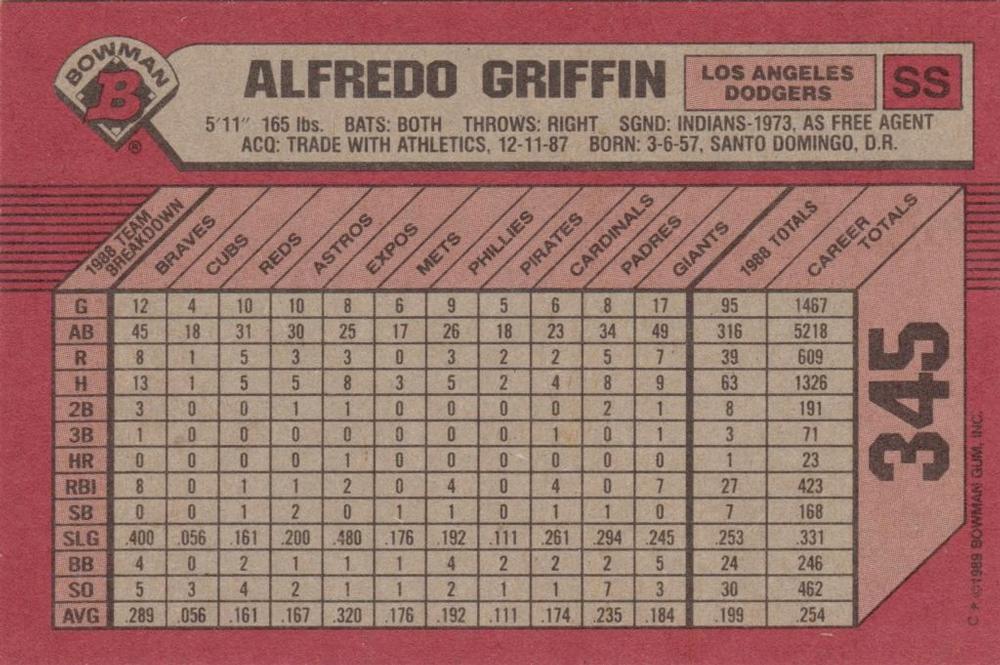 BOWMAN
B
®
ALFREDO GRIFFIN
LOS ANGELES
DODGERS
SS
5'11" 165 lbs. BATS: BOTH THROWS: RIGHT SGND: INDIANS-1973, AS FREE AGENT
ACQ: TRADE WITH ATHLETICS, 12-11-87 BORN: 3-6-57, SANTO DOMINGO, D.R.
1988 TEAM BREAKDOWN BRAVES CUBS REDS ASTROS EXPOS METS PHILLIES PIRATES CARDINALS PADRES GIANTS 1988 TOTALS CAREER TOTALS
G 12 4 10 10 8 6 9 5 6 8 17 95 1467
AB 45 18 31 30 25 17 26 18 23 34 49 316 5218
R 8 1 5 3 3 0 3 2 2 5 7 39 609
H 13 1 5 5 8 3 5 2 4 8 9 63 1326
2B 3 0 0 1 1 0 0 0 0 2 1 8 191
3B 1 0 0 0 0 0 0 0 1 0 1 3 71
HR 0 0 0 0 1 0 0 0 0 0 0 1 23
RBI 8 0 1 1 2 0 4 0 4 0 7 27 423
SB 0 0 1 2 0 1 1 0 1 1 0 7 168
SLG .400 .056 .161 .200 .480 .176 .192 .111 .261 .294 .245 .253 .331
BB 4 0 2 1 1 1 4 2 2 2 5 24 246
SO 5 3 4 2 1 1 2 1 1 7 3 30 462
AVG .289 .056 .161 .167 .320 .176 .192 .111 .174 .235 .184 .199 .254
345
C * ©1989 BOWMAN GUM, INC.